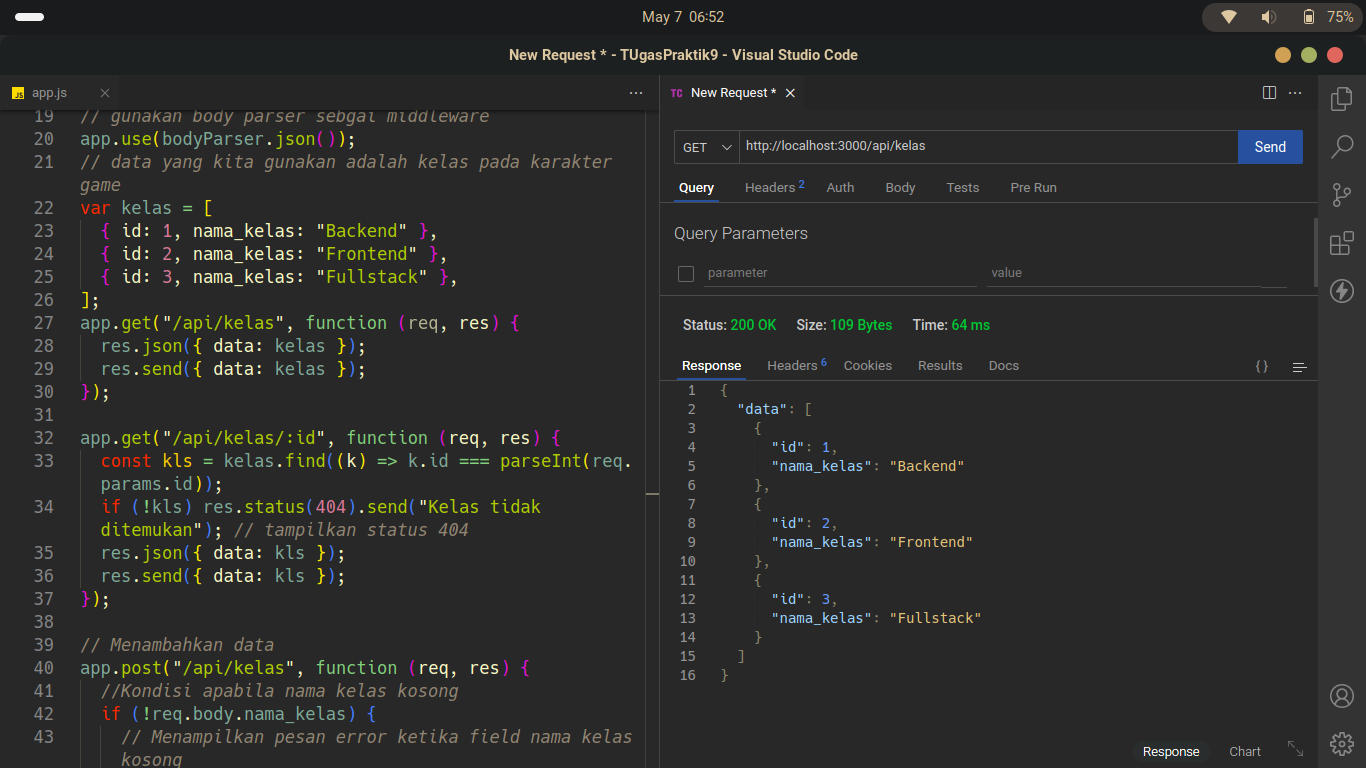 May 7 06:52
75%
New Request * - TUgasPraktik9 - Visual Studio Code
JS app.js
TC New Request *
19 // gunakan body parser sebgai middleware
20 app.use(bodyParser.json());
21 // data yang kita gunakan adalah kelas pada karakter
game
22 var kelas = [
23 { id: 1, nama_kelas: "Backend" },
24 { id: 2, nama_kelas: "Frontend" },
25 { id: 3, nama_kelas: "Fullstack" },
26 ];
27 app.get("/api/kelas", function (req, res) {
28 res.json({ data: kelas });
29 res.send({ data: kelas });
30 });
31
32 app.get("/api/kelas/:id", function (req, res) {
33 const kls = kelas.find((k) => k.id === parseInt(req.
params.id));
34 if (!kls) res.status(404).send("Kelas tidak
ditemukan"); // tampilkan status 404
35 res.json({ data: kls });
36 res.send({ data: kls });
37 });
38
39 // Menambahkan data
40 app.post("/api/kelas", function (req, res) {
41 //Kondisi apabila nama kelas kosong
42 if (!req.body.nama_kelas) {
43 // Menampilkan pesan error ketika field nama kelas
kosong
GET http://localhost:3000/api/kelas Send
Query Headers 2 Auth Body Tests Pre Run
Query Parameters
parameter value
Status: 200 OK Size: 109 Bytes Time: 64 ms
Response Headers 6 Cookies Results Docs {}
1 {
2 "data": [
3 {
4 "id": 1,
5 "nama_kelas": "Backend"
6 },
7 {
8 "id": 2,
9 "nama_kelas": "Frontend"
10 },
11 {
12 "id": 3,
13 "nama_kelas": "Fullstack"
14 }
15 ]
16 }
Response Chart